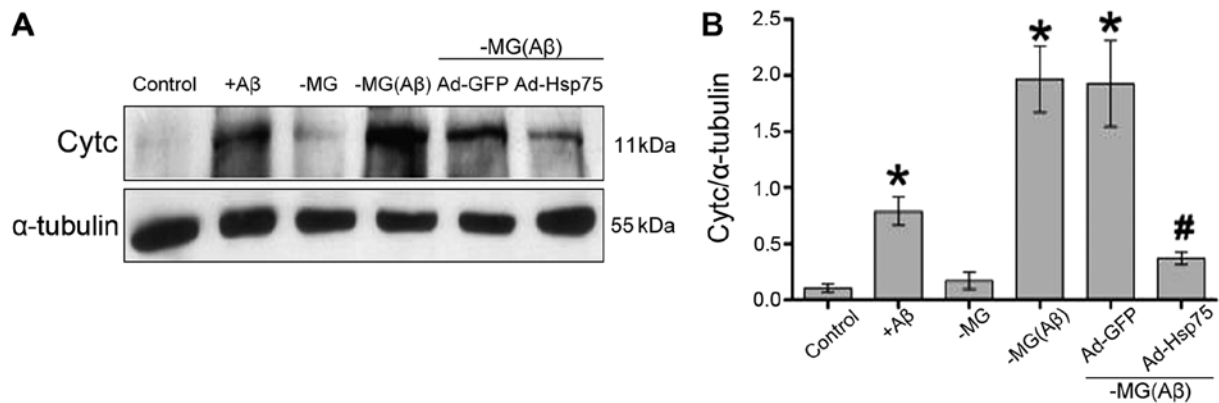 A
-MG(Aβ)
Control +Aβ -MG -MG(Aβ) Ad-GFP Ad-Hsp75
Cytc 11kDa
α-tubulin 55 kDa
B
Cytc/α-tubulin
2.5
2.0
1.5
1.0
0.5
0.0
* * * #
Control +Aβ -MG -MG(Aβ) Ad-GFP Ad-Hsp75
-MG(Aβ)